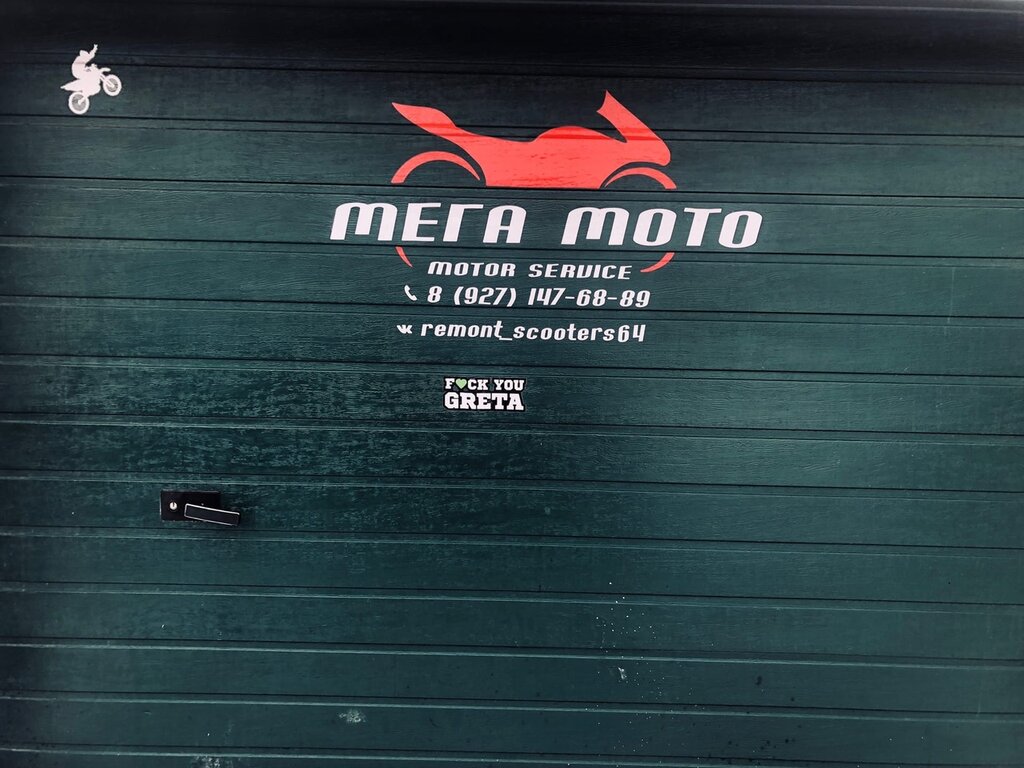 МЕГА МОТО
MOTOR SERVICE
8 (927) 147-68-89
remont_scooters64
F💚CK YOU
GRETA